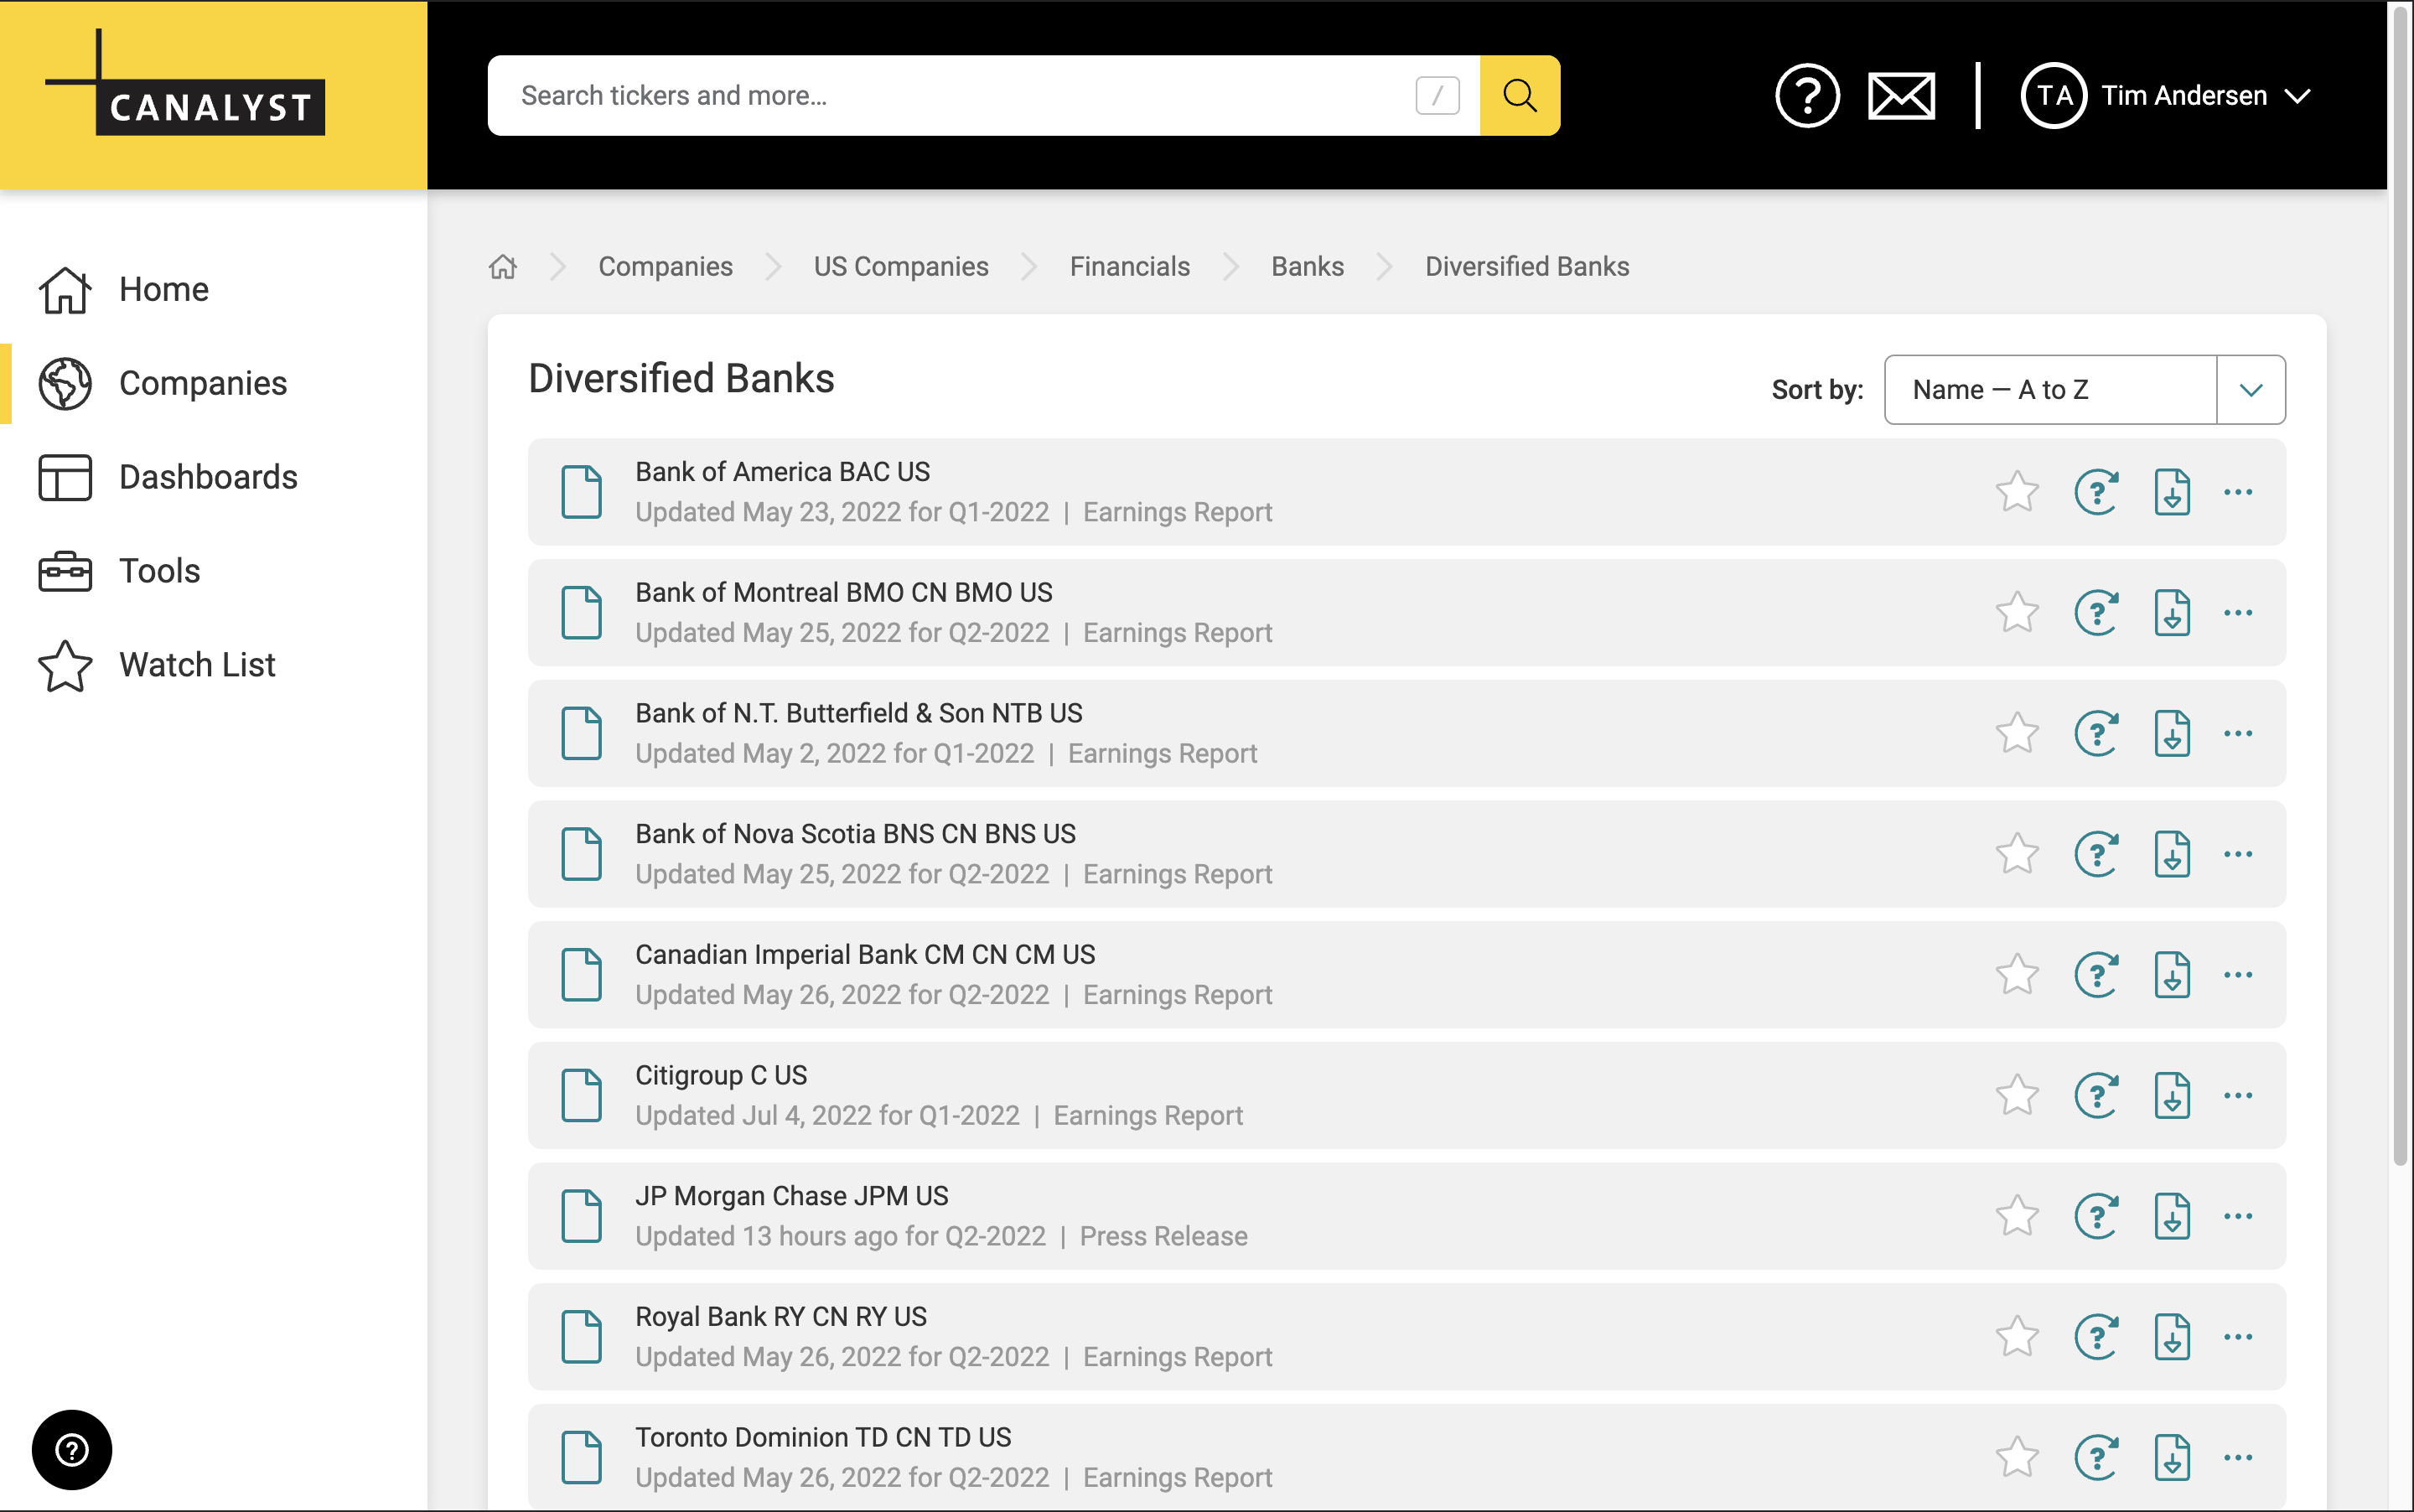 CANALYST
Search tickers and more...
/
?
TA
Tim Andersen
Home
Companies
Dashboards
Tools
Watch List
Companies
US Companies
Financials
Banks
Diversified Banks
Diversified Banks
Sort by:
Name — A to Z
Bank of America BAC US
Updated May 23, 2022 for Q1-2022 | Earnings Report
?
Bank of Montreal BMO CN BMO US
Updated May 25, 2022 for Q2-2022 | Earnings Report
?
Bank of N.T. Butterfield & Son NTB US
Updated May 2, 2022 for Q1-2022 | Earnings Report
?
Bank of Nova Scotia BNS CN BNS US
Updated May 25, 2022 for Q2-2022 | Earnings Report
?
Canadian Imperial Bank CM CN CM US
Updated May 26, 2022 for Q2-2022 | Earnings Report
?
Citigroup C US
Updated Jul 4, 2022 for Q1-2022 | Earnings Report
?
JP Morgan Chase JPM US
Updated 13 hours ago for Q2-2022 | Press Release
?
Royal Bank RY CN RY US
Updated May 26, 2022 for Q2-2022 | Earnings Report
?
Toronto Dominion TD CN TD US
Updated May 26, 2022 for Q2-2022 | Earnings Report
?
?